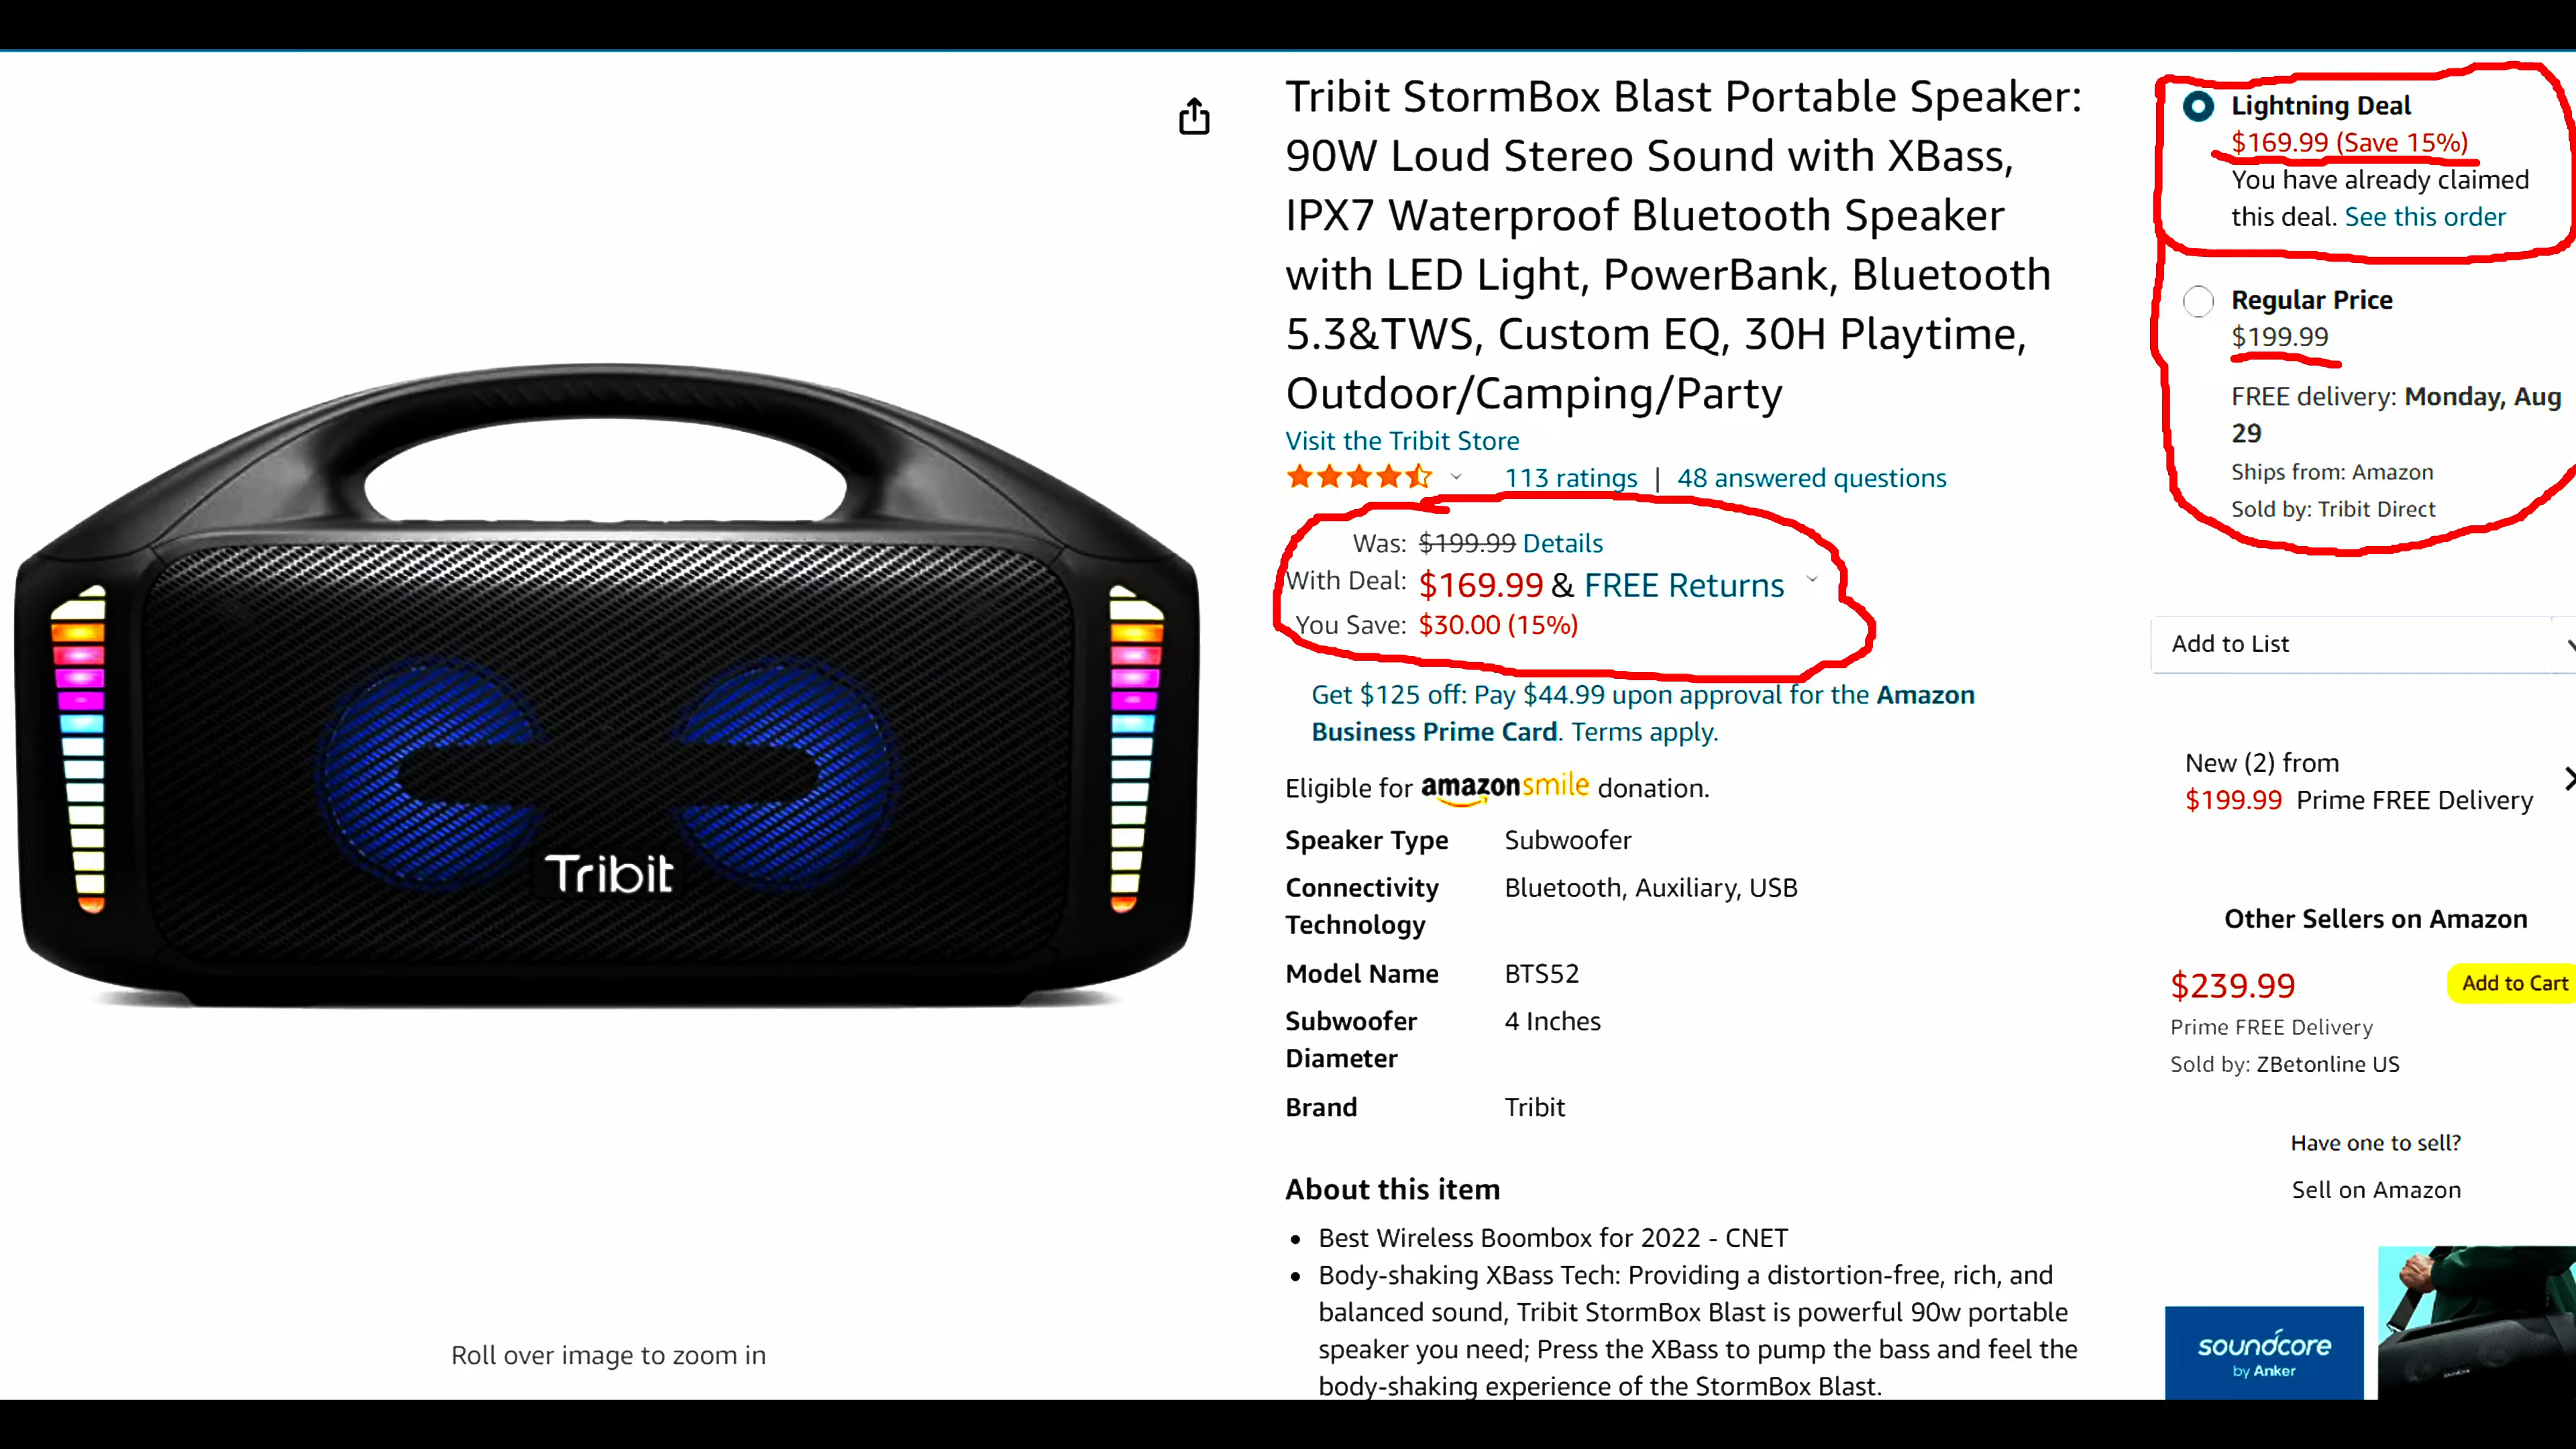 Tribit StormBox Blast Portable Speaker:
90W Loud Stereo Sound with XBass,
IPX7 Waterproof Bluetooth Speaker
with LED Light, PowerBank, Bluetooth
5.3&TWS, Custom EQ, 30H Playtime,
Outdoor/Camping/Party
Visit the Tribit Store
113 ratings | 48 answered questions
Was: $199.99 Details
With Deal: $169.99 & FREE Returns
You Save: $30.00 (15%)
Get $125 off: Pay $44.99 upon approval for the Amazon
Business Prime Card. Terms apply.
Eligible for amazonsmile donation.
Speaker Type Subwoofer
Connectivity Technology Bluetooth, Auxiliary, USB
Model Name BTS52
Subwoofer Diameter 4 Inches
Brand Tribit
About this item
• Best Wireless Boombox for 2022 - CNET
• Body-shaking XBass Tech: Providing a distortion-free, rich, and
balanced sound, Tribit StormBox Blast is powerful 90w portable
speaker you need; Press the XBass to pump the bass and feel the
body-shaking experience of the StormBox Blast.
Tribit
Roll over image to zoom in
Lightning Deal
$169.99 (Save 15%)
You have already claimed
this deal. See this order
Regular Price
$199.99
FREE delivery: Monday, Aug
29
Ships from: Amazon
Sold by: Tribit Direct
Add to List
New (2) from
$199.99 Prime FREE Delivery
Other Sellers on Amazon
$239.99 Add to Cart
Prime FREE Delivery
Sold by: ZBetonline US
Have one to sell?
Sell on Amazon
soundcore
by Anker